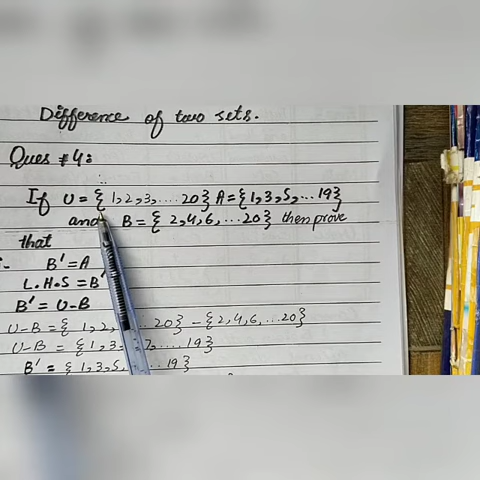 Difference of two sets.
Ques #4:
If U = { 1,2,3,....20} A={1,3,5,...19}
and B = { 2,4,6,...20} then prove
that
B' = A
L.H.S = B'
B' = U-B
U-B = { 1,2, ...20} - {2,4,6,...20}
U-B = { 1,3, 7,....19}
B' = { 1,3,5, ....19}